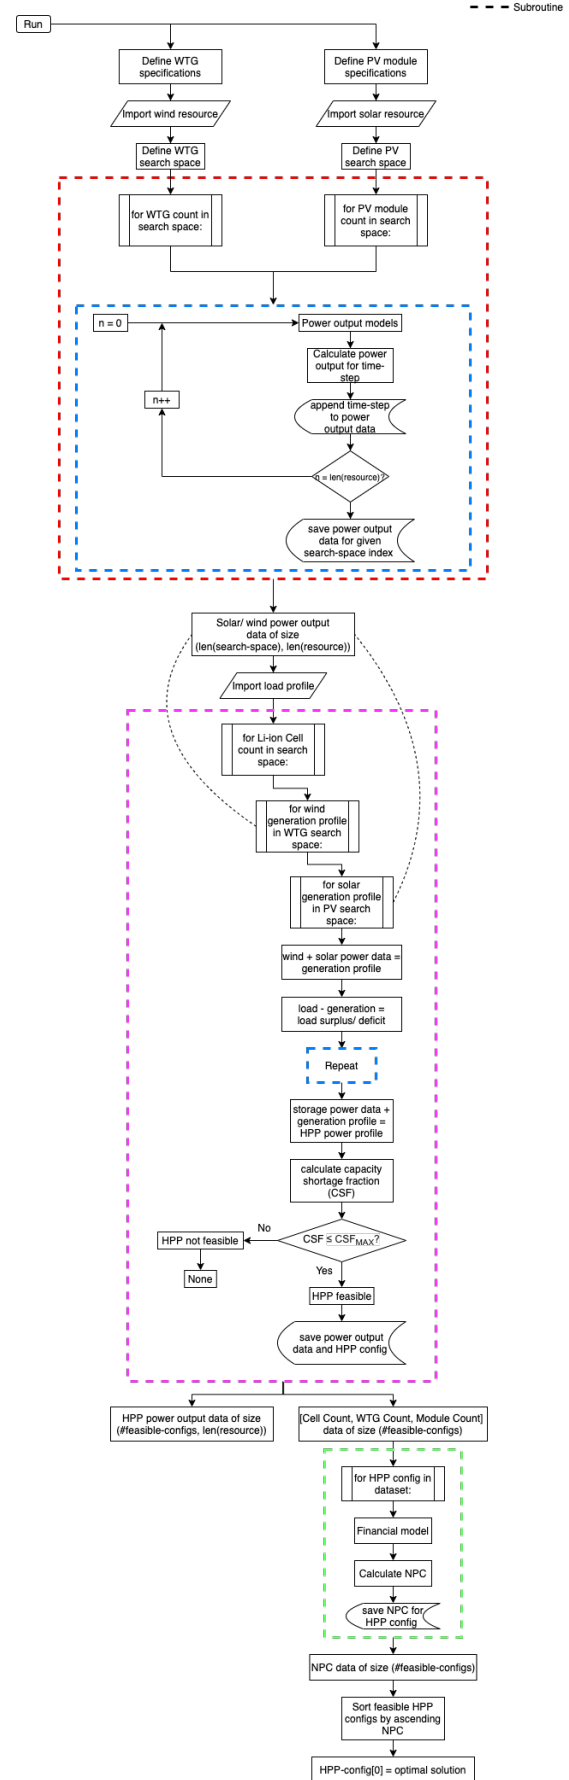 Subroutine
Run
Define WTG
specifications
Define PV module
specifications
Import wind resource
Import solar resource
Define WTG
search space
Define PV
search space
for WTG count in
search space:
for PV module
count in search
space:
n = 0
Power output models
Calculate power
output for time-
step
n++
append time-step
to power
output data
n = len(resource)?
save power output
data for given
search-space index
Solar/ wind power output
data of size
(len(search-space), len(resource))
Import load profile
for Li-ion Cell
count in search
space:
for wind
generation profile
in WTG search
space:
for solar
generation profile
in PV search
space:
wind + solar power data =
generation profile
load - generation =
load surplus/ deficit
Repeat
storage power data +
generation profile =
HPP power profile
calculate capacity
shortage fraction
(CSF)
No
HPP not feasible
CSF ≤ CSFMAX?
None
Yes
HPP feasible
save power output
data and HPP config
HPP power output data of size
(#feasible-configs, len(resource))
[Cell Count, WTG Count, Module Count]
data of size (#feasible-configs)
for HPP config in
dataset:
Financial model
Calculate NPC
save NPC for
HPP config
NPC data of size (#feasible-configs)
Sort feasible HPP
configs by ascending
NPC
HPP-config[0] = optimal solution